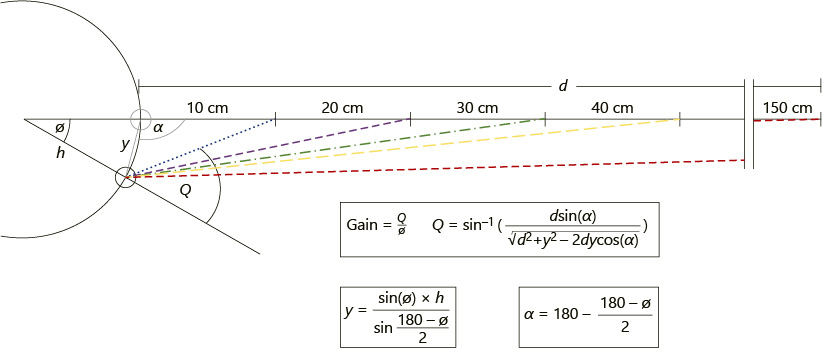 d
10 cm 20 cm 30 cm 40 cm 150 cm
ø α
y
h
Q
Gain = Q/ø Q = sin⁻¹ ( dsin(α) / √d²+y²– 2dycos(α) )
y = sin(ø) × h / sin 180 – ø / 2
α = 180 – 180 – ø / 2